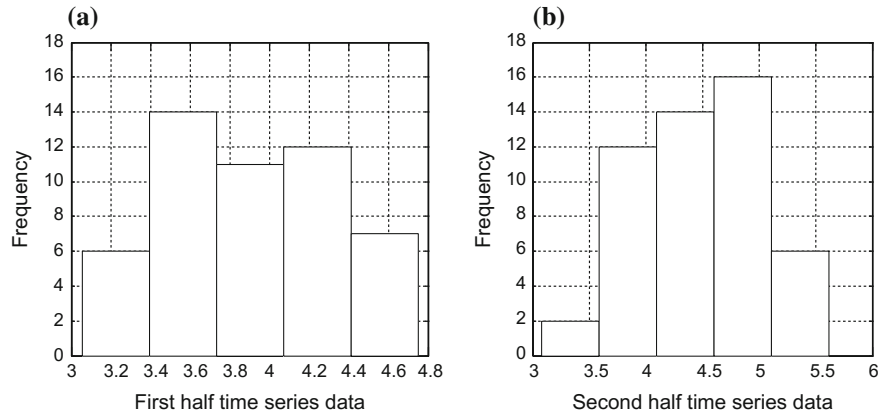 (a)
Frequency
18
16
14
12
10
8
6
4
2
0
3 3.2 3.4 3.6 3.8 4 4.2 4.4 4.6 4.8
First half time series data
(b)
Frequency
18
16
14
12
10
8
6
4
2
0
3 3.5 4 4.5 5 5.5 6
Second half time series data